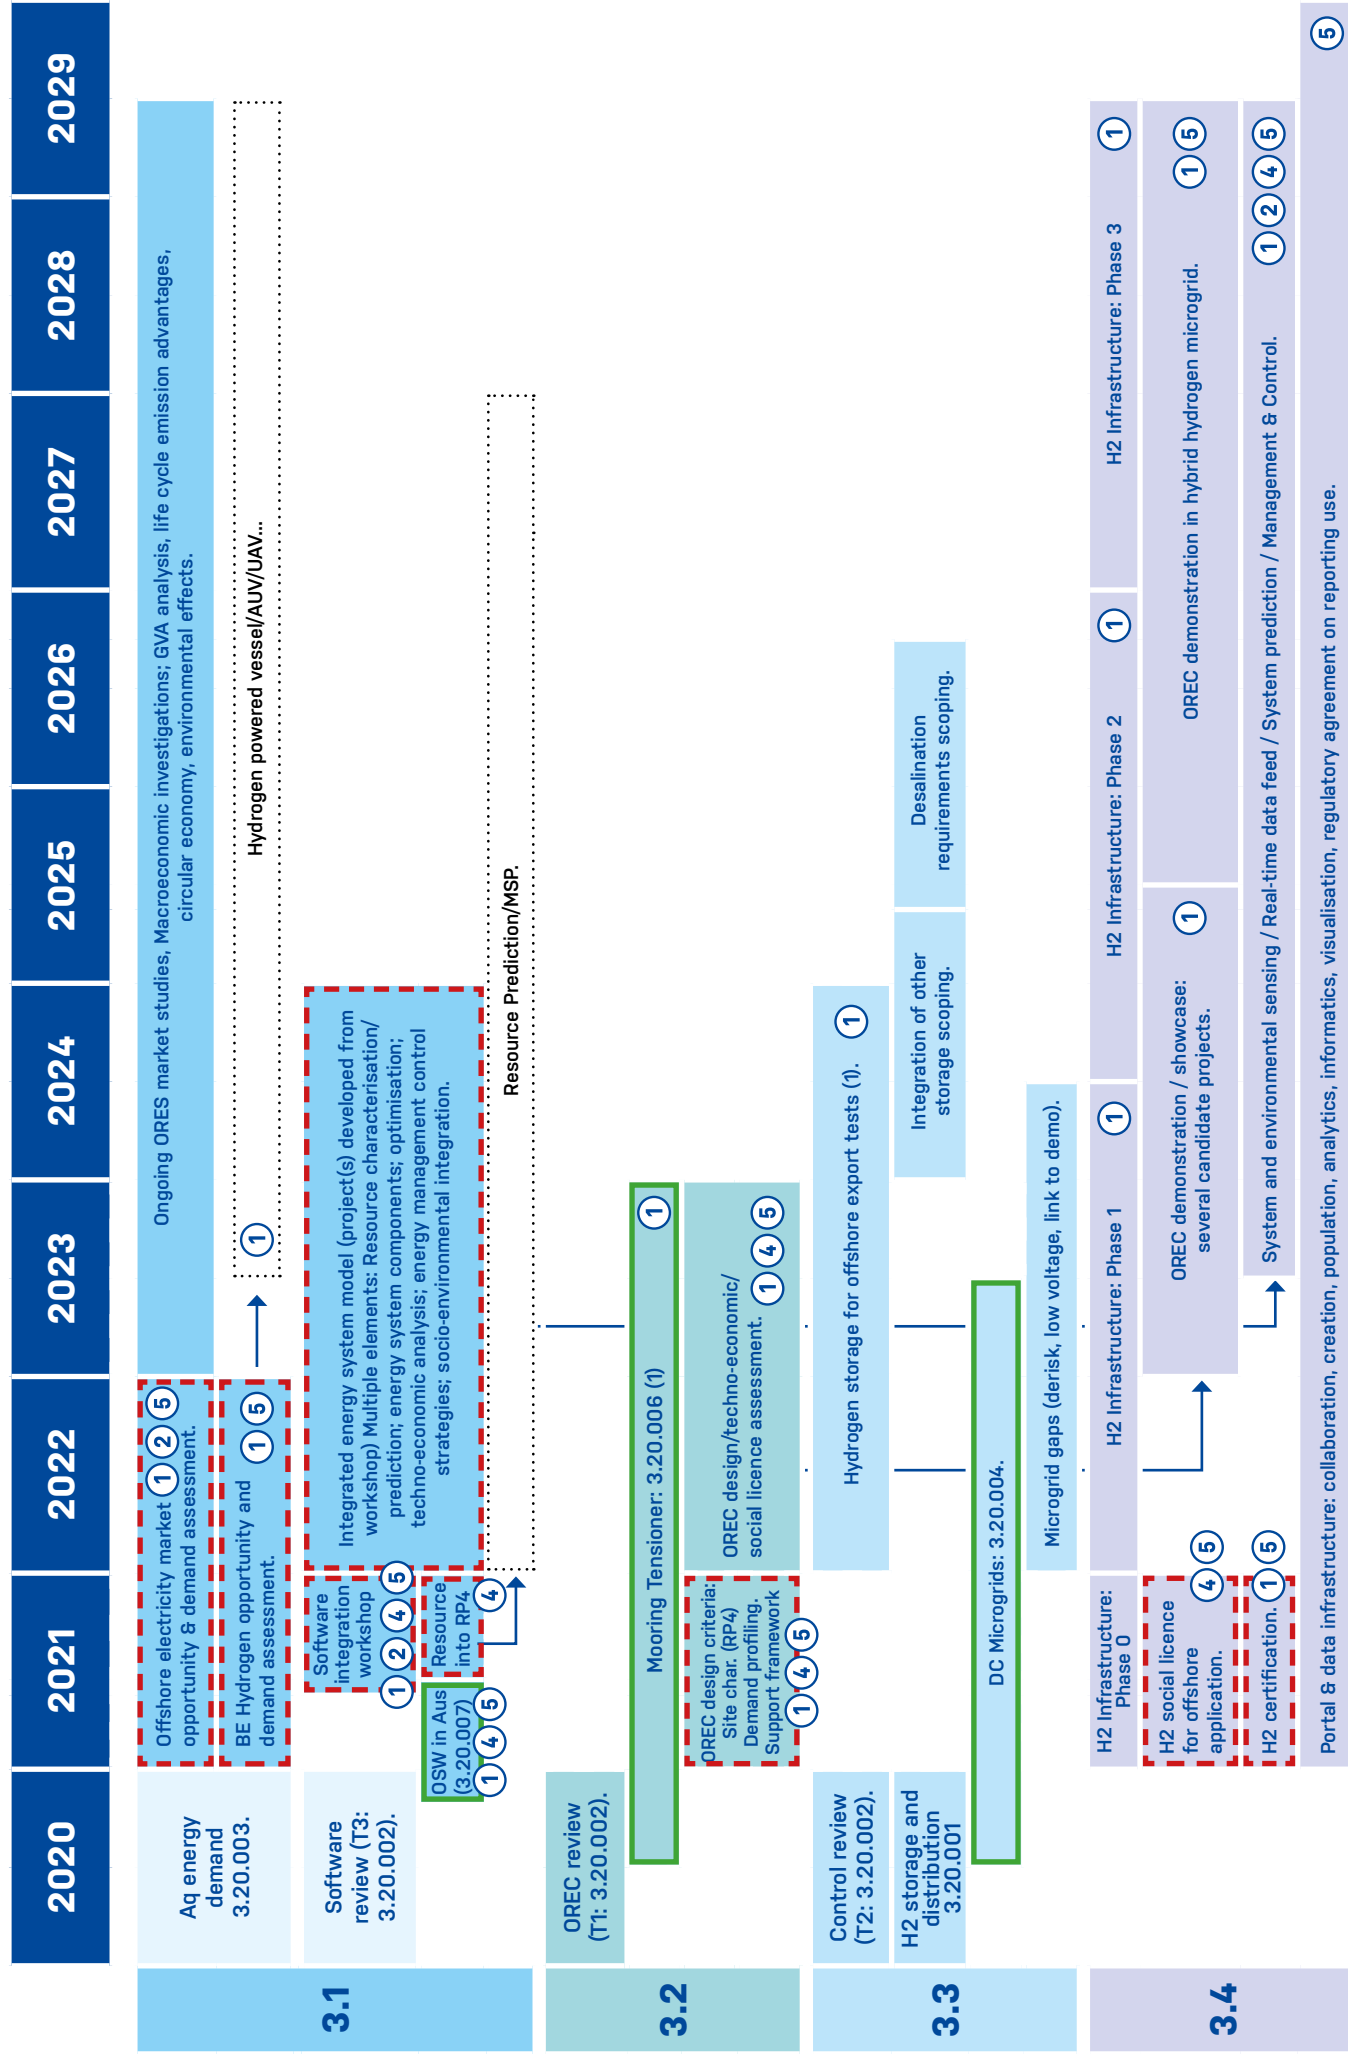 2020
2021
2022
2023
2024
2025
2026
2027
2028
2029
3.1
Aq energy
demand
3.20.003.
Offshore electricity market 1 2 5
opportunity & demand assessment.
Ongoing ORES market studies, Macroeconomic investigations; GVA analysis, life cycle emission advantages,
circular economy, environmental effects.
BE Hydrogen opportunity and
demand assessment.
1 5
1
Hydrogen powered vessel/AUV/UAV...
Software
review (T3:
3.20.002).
Software
integration
workshop
1 2 4 5
Integrated energy system model (project(s) developed from
workshop) Multiple elements: Resource characterisation/
prediction; energy system components; optimisation;
techno-economic analysis; energy management control
strategies; socio-environmental integration.
OSW in Aus
(3.20.007)
1 4 5
Resource
into RP4
4
Resource Prediction/MSP.
3.2
OREC review
(T1: 3.20.002).
Mooring Tensioner: 3.20.006 (1)
1
OREC design criteria:
Site char. (RP4)
Demand profiling.
Support framework
1 4 5
OREC design/techno-economic/
social licence assessment.
1 4 5
3.3
Control review
(T2: 3.20.002).
Hydrogen storage for offshore export tests (1).
1
H2 storage and
distribution
3.20.001
Integration of other
storage scoping.
Desalination
requirements scoping.
DC Microgrids: 3.20.004.
Microgrid gaps (derisk, low voltage, link to demo).
3.4
H2 Infrastructure:
Phase 0
H2 Infrastructure: Phase 1
1
H2 Infrastructure: Phase 2
1
H2 Infrastructure: Phase 3
1
H2 social licence
for offshore
application.
4 5
OREC demonstration / showcase:
several candidate projects.
1
OREC demonstration in hybrid hydrogen microgrid.
1 5
H2 certification.
1 5
System and environmental sensing / Real-time data feed / System prediction / Management & Control.
1 2 4 5
Portal & data infrastructure: collaboration, creation, population, analytics, informatics, visualisation, regulatory agreement on reporting use.
5